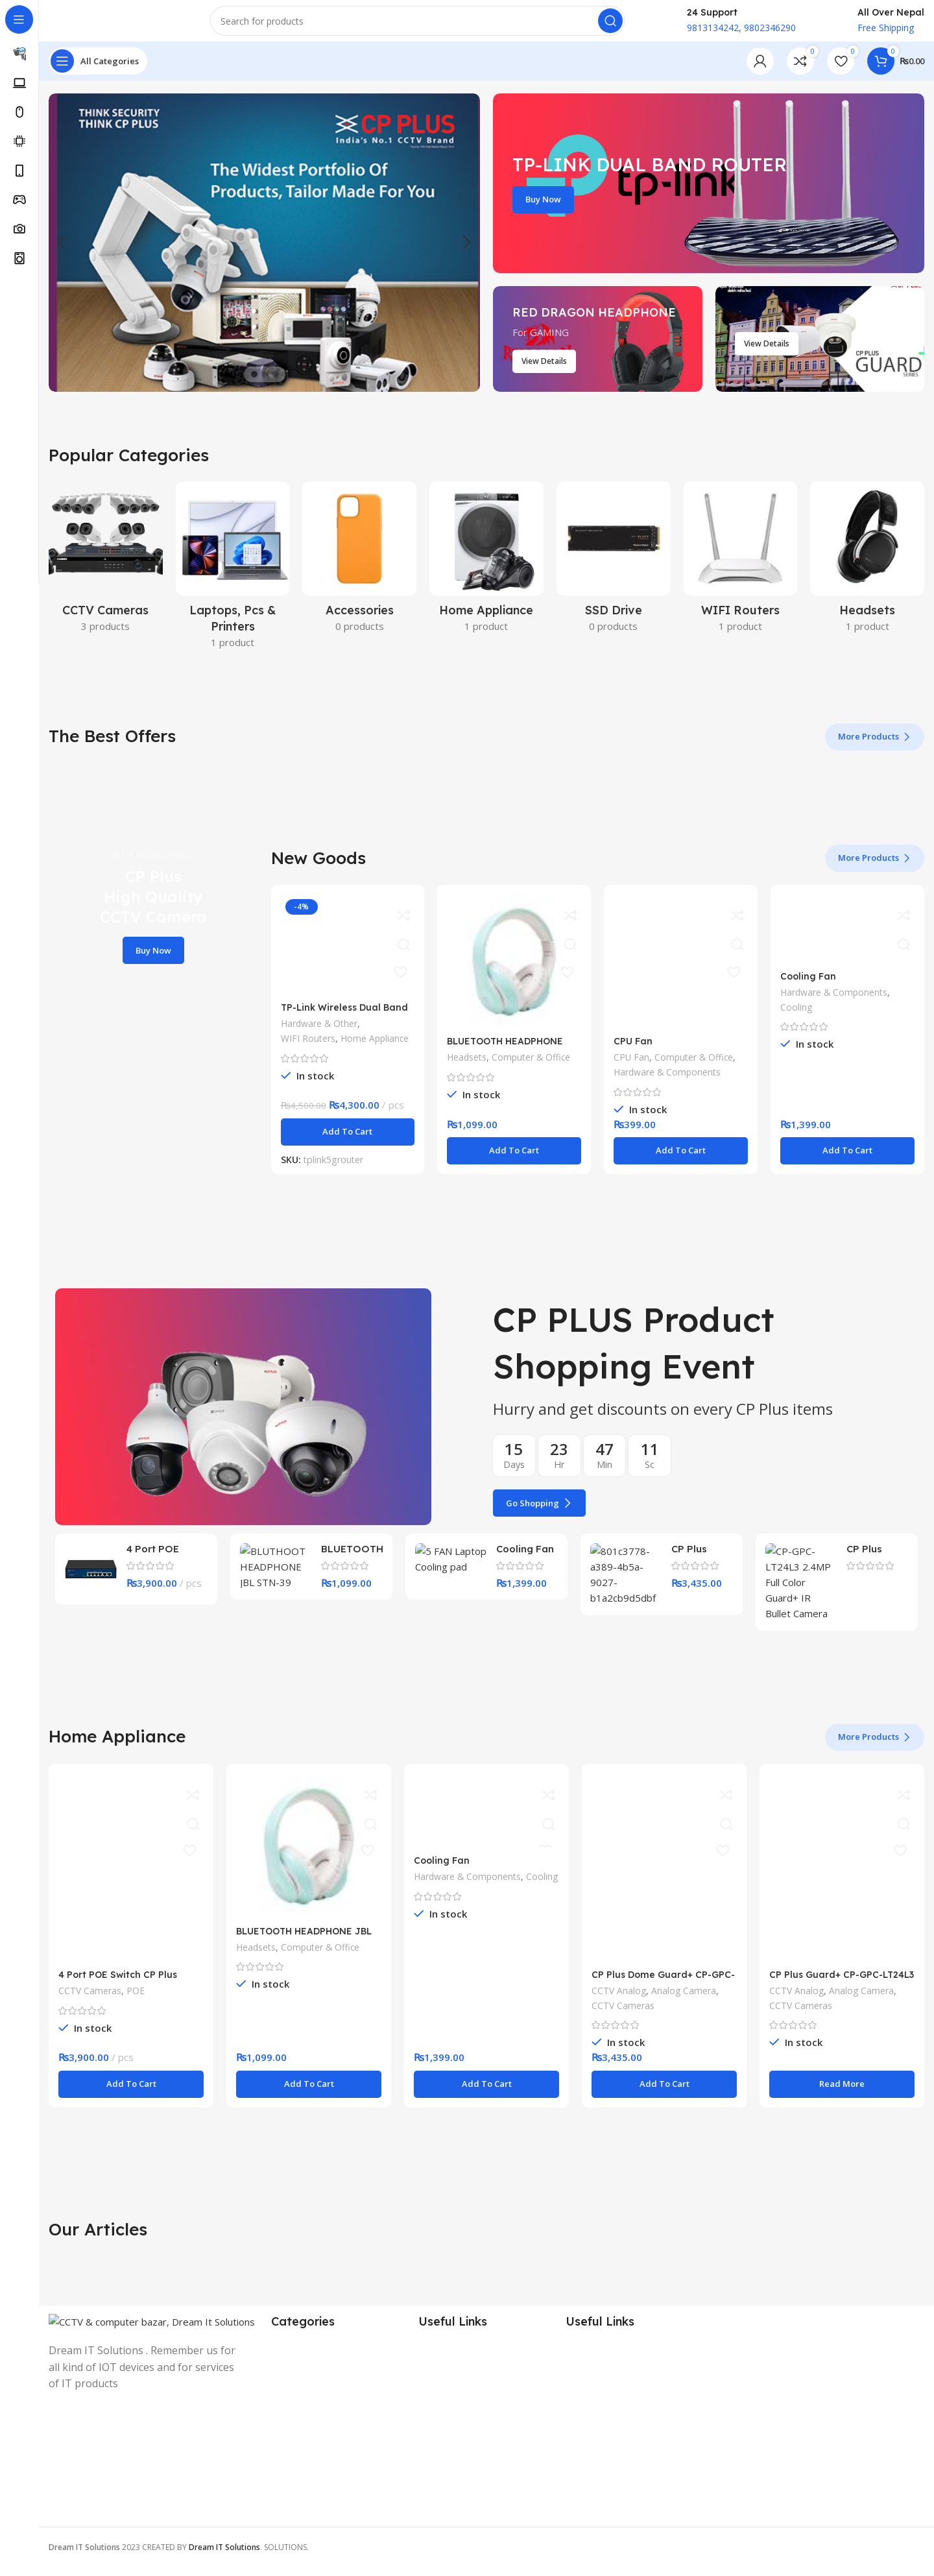 Search for products
24 Support
9813134242, 9802346290
All Over Nepal
Free Shipping
All Categories
0
0
0
₨0.00
THINK SECURITY
THINK CP PLUS
CP PLUS
India's No.1 CCTV Brand
The Widest Portfolio Of
Products, Tailor Made For You
TP-LINK DUAL BAND ROUTER
tp-link
Buy Now
RED DRAGON HEADPHONE
For GAMING
View Details
View Details
CP PLUS
GUARD
SERIES
Popular Categories
CCTV Cameras
3 products
Laptops, Pcs &
Printers
1 product
Accessories
0 products
Home Appliance
1 product
SSD Drive
0 products
WIFI Routers
1 product
Headsets
1 product
The Best Offers
More Products
CP Plus
High Quality
CCTV Camera
Buy Now
New Goods
More Products
-4%
TP-Link Wireless Dual Band
Hardware & Other,
WIFI Routers, Home Appliance
In stock
₨4,500.00 ₨4,300.00 / pcs
Add To Cart
SKU: tplink5grouter
BLUETOOTH HEADPHONE
Headsets, Computer & Office
In stock
₨1,099.00
Add To Cart
CPU Fan
CPU Fan, Computer & Office,
Hardware & Components
In stock
₨399.00
Add To Cart
Cooling Fan
Hardware & Components,
Cooling
In stock
₨1,399.00
Add To Cart
CP PLUS Product
Shopping Event
Hurry and get discounts on every CP Plus items
15
Days
23
Hr
47
Min
11
Sc
Go Shopping
4 Port POE
₨3,900.00 / pcs
BLUTHOOT
HEADPHONE
JBL STN-39
BLUETOOTH
₨1,099.00
5 FAN Laptop
Cooling pad
Cooling Fan
₨1,399.00
801c3778-
a389-4b5a-
9027-
b1a2cb9d5dbf
CP Plus
₨3,435.00
CP-GPC-
LT24L3 2.4MP
Full Color
Guard+ IR
Bullet Camera
CP Plus
Home Appliance
More Products
4 Port POE Switch CP Plus
CCTV Cameras, POE
In stock
₨3,900.00 / pcs
Add To Cart
BLUETOOTH HEADPHONE JBL
Headsets, Computer & Office
In stock
₨1,099.00
Add To Cart
Cooling Fan
Hardware & Components, Cooling
In stock
₨1,399.00
Add To Cart
CP Plus Dome Guard+ CP-GPC-
CCTV Analog, Analog Camera,
CCTV Cameras
In stock
₨3,435.00
Add To Cart
CP Plus Guard+ CP-GPC-LT24L3
CCTV Analog, Analog Camera,
CCTV Cameras
In stock
Read More
Our Articles
CCTV & computer bazar, Dream It Solutions
Dream IT Solutions . Remember us for
all kind of IOT devices and for services
of IT products
Categories
Useful Links
Useful Links
Dream IT Solutions 2023 CREATED BY Dream IT Solutions. SOLUTIONS.